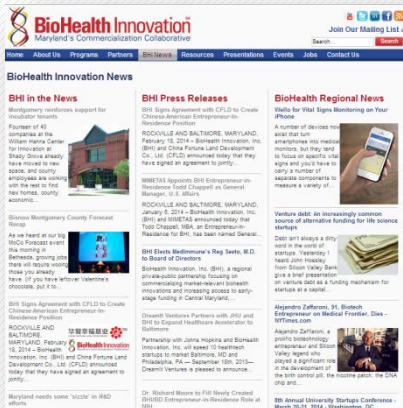 BioHealth Innovation
Maryland's Commercialization Collaborative
Join Our Mailing List
Search...
Search
Home About Us Programs Partners BHI News Resources Presentations Events Jobs Contact Us
BioHealth Innovation News
BHI in the News
Montgomery reinforces support for
incubator tenants
Fourteen of 40
companies at the
William Hanna Center
for Innovation at
Shady Grove already
have moved to new
space, and county
employees are working
with the rest to find
new homes, county
economic...
Bisnow Montgomery County Forecast
Recap
As we heard at our big
MoCo Forecast event
this morning in
Bethesda, growing jobs
there will require wooing
those you already
have. (If you have leftover Valentine's
chocolate, put it to...
BHI Signs Agreement with CFLD to Create
Chinese-American Entrepreneur-In-
Residence Position
ROCKVILLE AND
BALTIMORE,
MARYLAND, February
18, 2014 – BioHealth
Innovation, Inc. (BHI) and China Fortune Land
Development Co., Ltd. (CFLD) announced
today that they have signed an agreement to
jointly...
Maryland needs some 'sizzle' in R&D
efforts
BHI Press Releases
BHI Signs Agreement with CFLD to Create
Chinese-American Entrepreneur-In-
Residence Position
ROCKVILLE AND BALTIMORE, MARYLAND,
February 18, 2014 – BioHealth Innovation, Inc.
(BHI) and China Fortune Land Development
Co., Ltd. (CFLD) announced today that they
have signed an agreement to jointly...
MIMETAS Appoints BHI Entrepreneur-In-
Residence Todd Chappell as General
Manager, U.S. Affairs
ROCKVILLE AND BALTIMORE, MARYLAND,
January 6, 2014 – BioHealth Innovation, Inc.
(BHI) and MIMETAS announced today that
Todd Chappell, MBA, an Entrepreneur-in-
Residence for BHI, has been named General...
BHI Elects MedImmune's Reg Seeto, M.D.
to Board of Directors
BioHealth Innovation, Inc. (BHI), a regional
private-public partnership focusing on
commercializing market-relevant biohealth
innovations and increasing access to early-
stage funding in Central Maryland,...
DreamIt Ventures Partners with JHU and
BHI to Expand Healthcare Accelerator to
Baltimore
Partnership with Johns Hopkins and BioHealth
Innovation, Inc. will speed 10 healthtech
startups to market Baltimore, MD and
Philadelphia, PA — September 18th, 2013—
DreamIt Ventures is pleased to announce...
Dr. Richard Moore to Fill Newly Created
BHI/BD Entrepreneur-in-Residence Role at
BioHealth Regional News
Wello for Vital Signs Monitoring on Your
iPhone
A number of devices now
exist that turn
smartphones into medical
monitors, but they tend
to focus on specific vital
signs and you'd have to
carry a number of
separate components to
measure a variety of...
Venture debt: An increasingly common
source of alternative funding for life science
startups
Debt isn't always a dirty
word in the world of
startups. Yesterday I
heard John Hossley
from Silicon Valley Bank
give a brief presentation
on venture debt as a funding mechanism for
startups at a capital...
Alejandro Zaffaroni, 91, Biotech
Entrepreneur on Medical Frontier, Dies -
NYTimes.com
Alejandro Zaffaroni, a
prolific biotechnology
entrepreneur and Silicon
Valley legend who
played a significant role
in the development of
the birth control pill, the nicotine patch, the DNA
chip and...
8th Annual University Startups Conference -